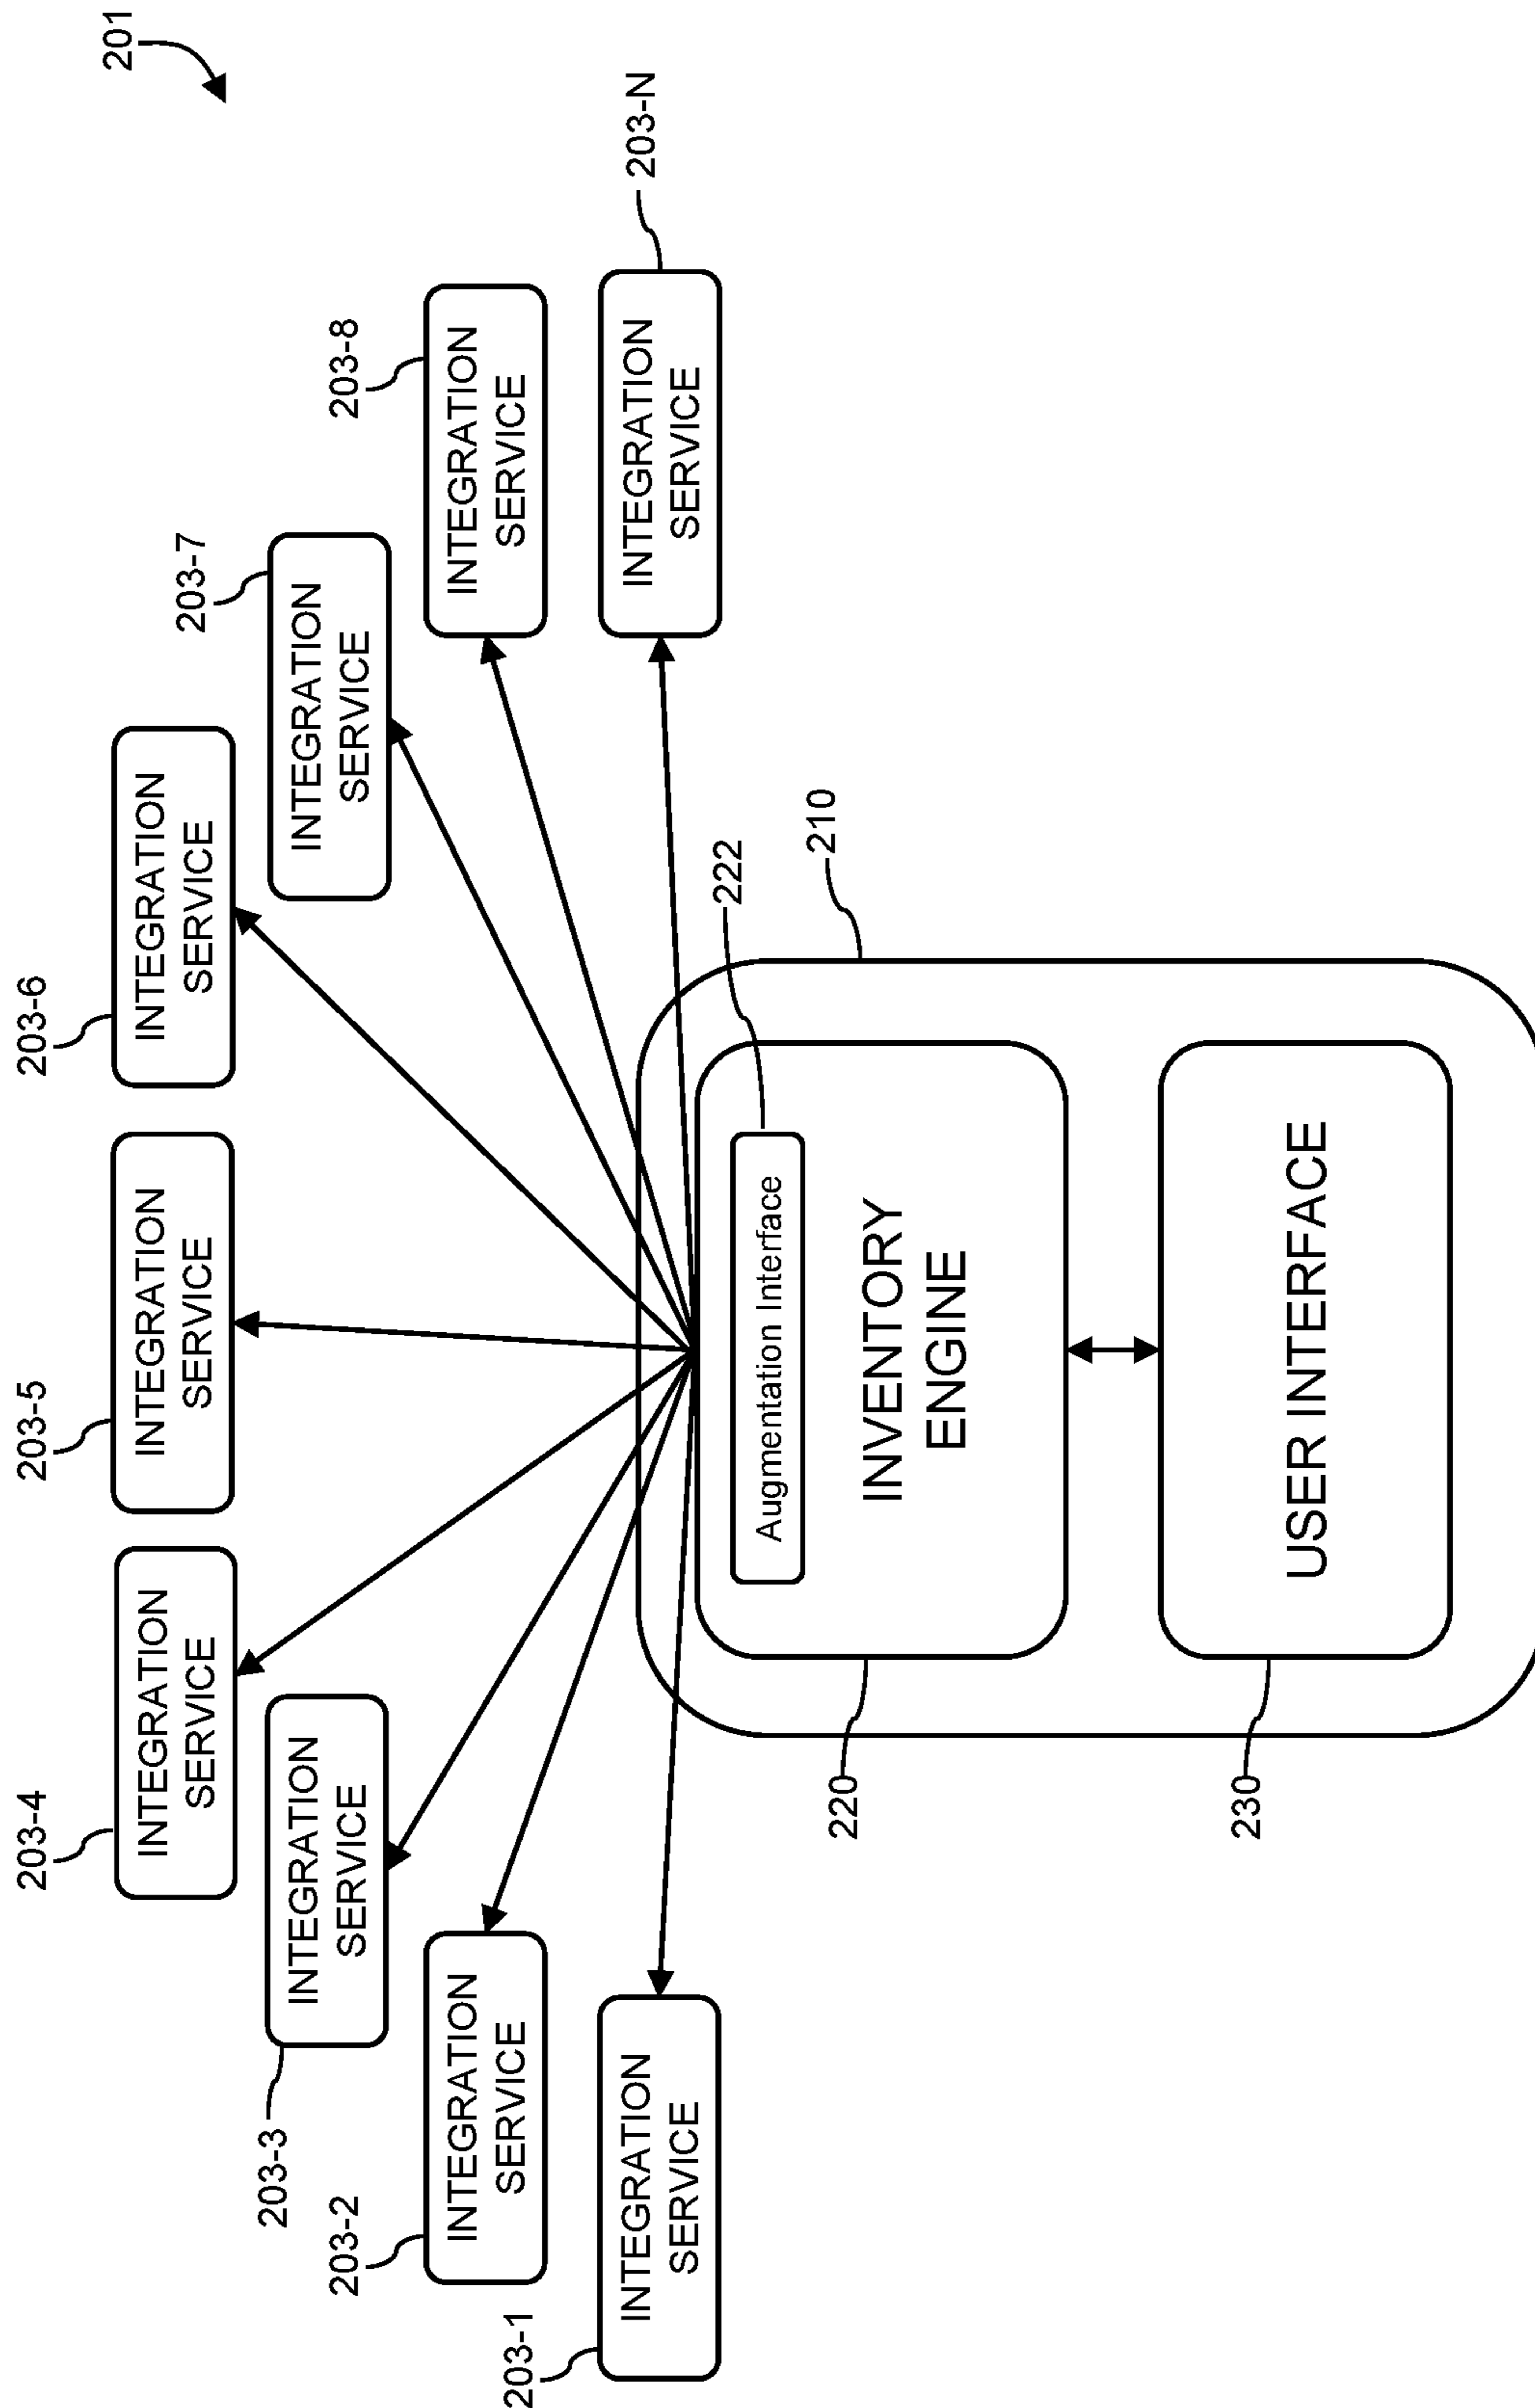 201
203-5
203-4
203-6
INTEGRATION
SERVICE
INTEGRATION
SERVICE
INTEGRATION
SERVICE
203-3
203-7
INTEGRATION
SERVICE
INTEGRATION
SERVICE
203-2
203-8
INTEGRATION
SERVICE
INTEGRATION
SERVICE
203-1
203-N
INTEGRATION
SERVICE
INTEGRATION
SERVICE
222
210
Augmentation Interface
220
INVENTORY
ENGINE
230
USER INTERFACE